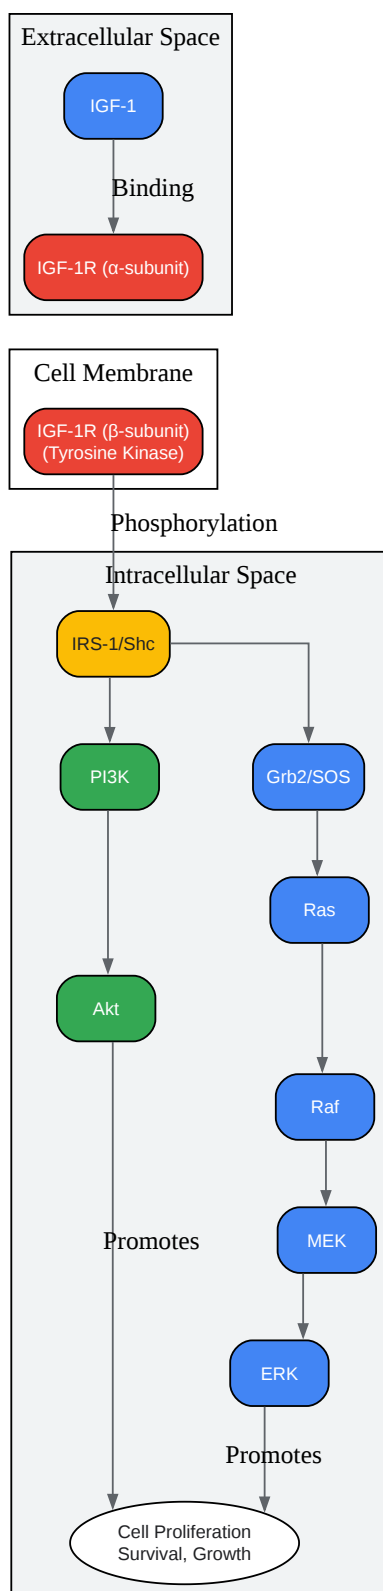 Extracellular Space
IGF-1
Binding
IGF-1R (α-subunit)
Cell Membrane
IGF-1R (β-subunit)
(Tyrosine Kinase)
Phosphorylation
Intracellular Space
IRS-1/Shc
PI3K
Grb2/SOS
Ras
Akt
Raf
Promotes
MEK
ERK
Promotes
Cell Proliferation
Survival, Growth